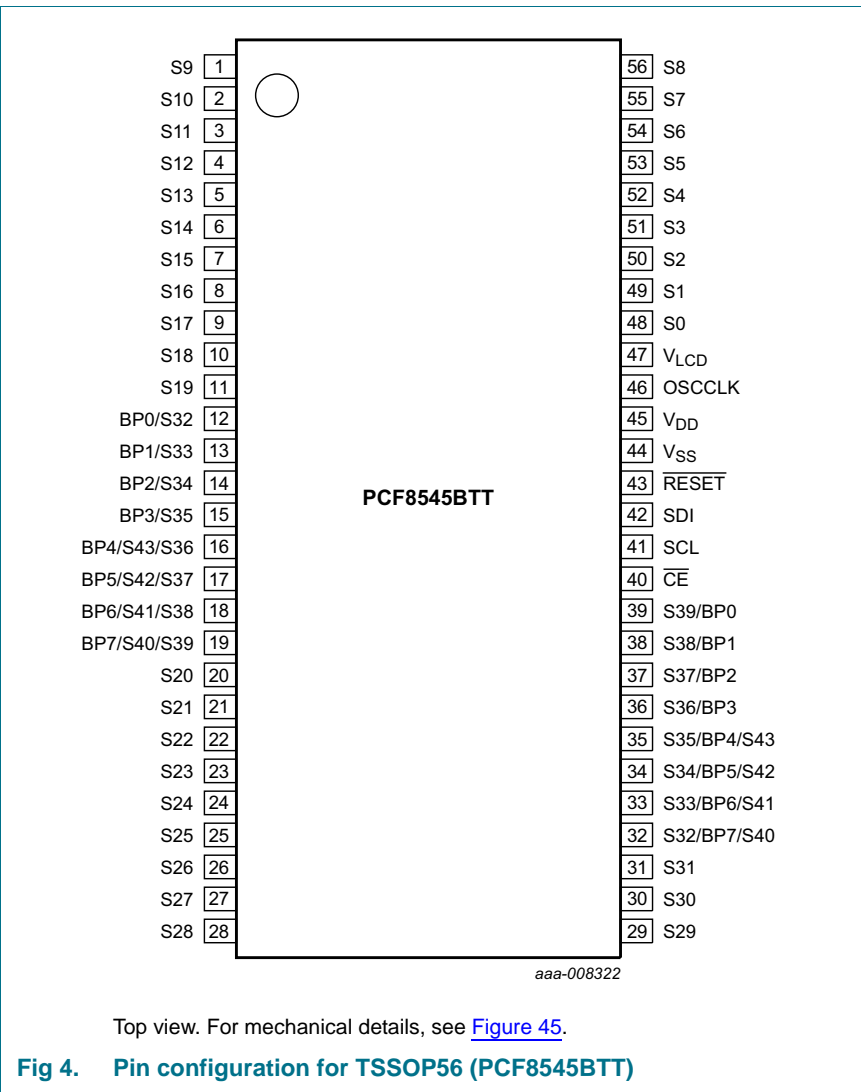 S9 1 56 S8
S10 2 55 S7
S11 3 54 S6
S12 4 53 S5
S13 5 52 S4
S14 6 51 S3
S15 7 50 S2
S16 8 49 S1
S17 9 48 S0
S18 10 47 VLCD
S19 11 46 OSCCLK
BP0/S32 12 45 VDD
BP1/S33 13 44 VSS
BP2/S34 14 43 RESET
PCF8545BTT
BP3/S35 15 42 SDI
BP4/S43/S36 16 41 SCL
BP5/S42/S37 17 40 CE
BP6/S41/S38 18 39 S39/BP0
BP7/S40/S39 19 38 S38/BP1
S20 20 37 S37/BP2
S21 21 36 S36/BP3
S22 22 35 S35/BP4/S43
S23 23 34 S34/BP5/S42
S24 24 33 S33/BP6/S41
S25 25 32 S32/BP7/S40
S26 26 31 S31
S27 27 30 S30
S28 28 29 S29
aaa-008322
Top view. For mechanical details, see Figure 45.
Fig 4. Pin configuration for TSSOP56 (PCF8545BTT)